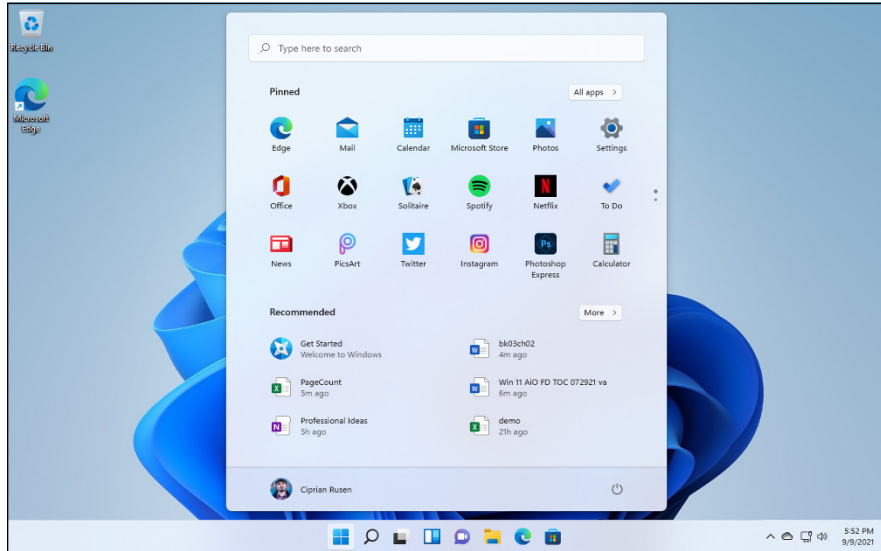 Recycle Bin
Microsoft
Edge
Type here to search
Pinned
All apps >
Edge
Mail
Calendar
Microsoft Store
Photos
Settings
Office
Xbox
Solitaire
Spotify
Netflix
To Do
News
PicsArt
Twitter
Instagram
Photoshop
Express
Calculator
Recommended
More >
Get Started
Welcome to Windows
bk03ch02
4m ago
PageCount
5m ago
Win 11 AiO FD TOC 072921 va
6m ago
Professional Ideas
5h ago
demo
21h ago
Ciprian Rusen
5:52 PM
9/9/2021